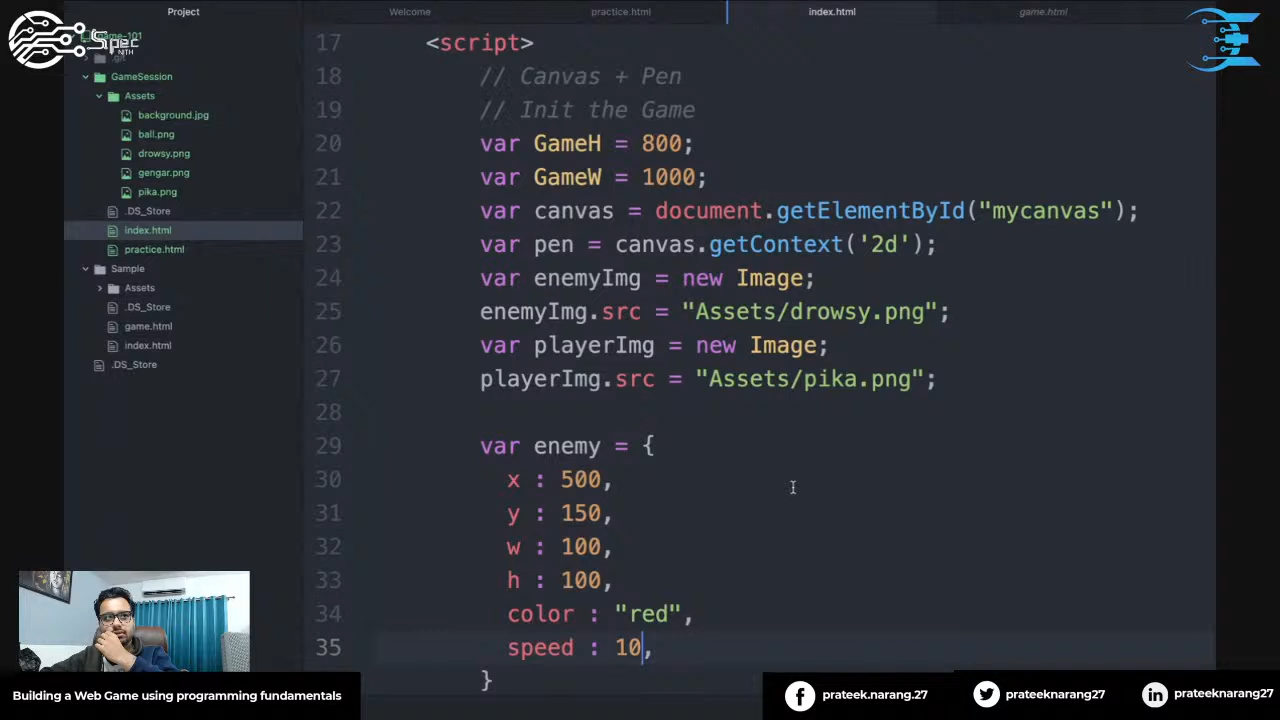 Project
Welcome
practice.html
index.html
game.html
Spec
NITH
game-101
.git
GameSession
Assets
background.jpg
ball.png
drowsy.png
gengar.png
pika.png
.DS_Store
index.html
practice.html
Sample
Assets
.DS_Store
game.html
index.html
.DS_Store
17 <script>
18 // Canvas + Pen
19 // Init the Game
20 var GameH = 800;
21 var GameW = 1000;
22 var canvas = document.getElementById("mycanvas");
23 var pen = canvas.getContext('2d');
24 var enemyImg = new Image;
25 enemyImg.src = "Assets/drowsy.png";
26 var playerImg = new Image;
27 playerImg.src = "Assets/pika.png";
28
29 var enemy = {
30 x : 500,
31 y : 150,
32 w : 100,
33 h : 100,
34 color : "red",
35 speed : 10,
}
Building a Web Game using programming fundamentals
prateek.narang.27
prateeknarang27
prateeknarang27